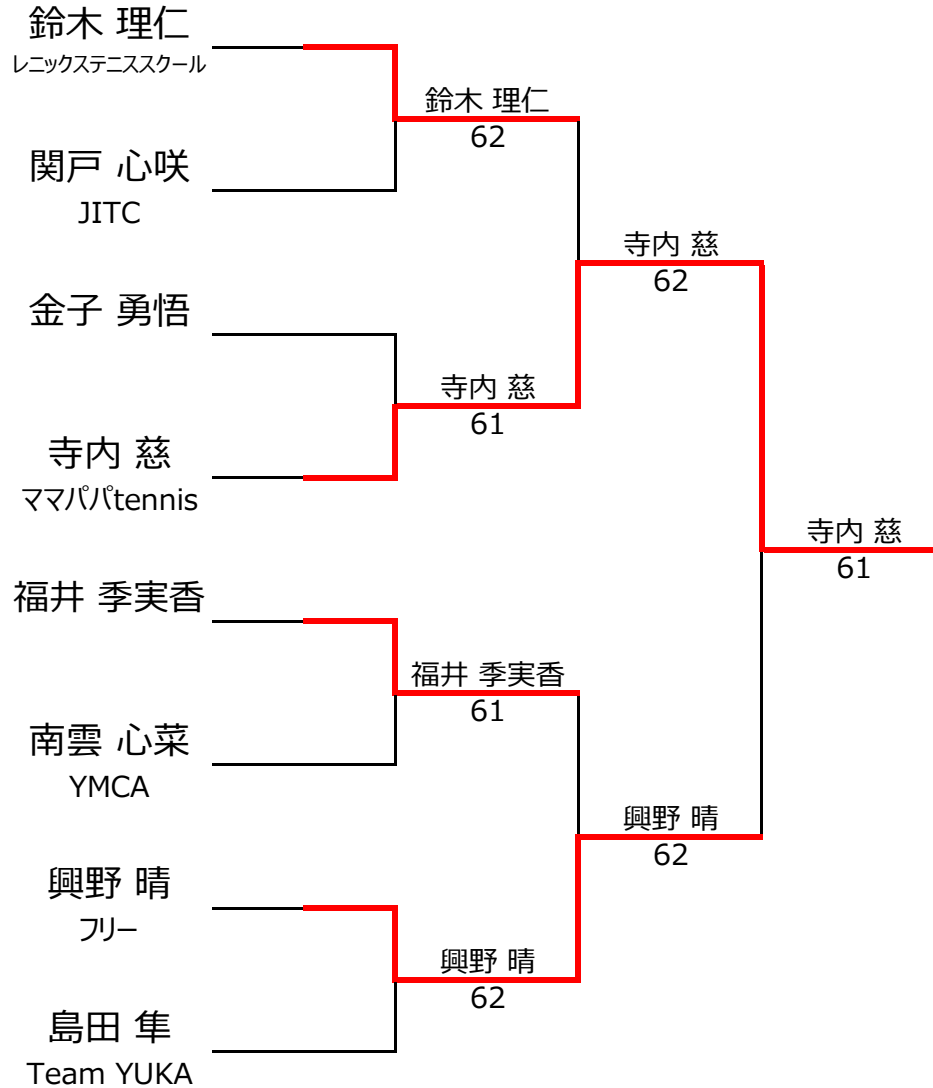 鈴木 理仁
レニックステニススクール
鈴木 理仁
62
関戸 心咲
JITC
寺内 慈
62
金子 勇悟
寺内 慈
61
寺内 慈
ママパパtennis
寺内 慈
61
福井 季実香
福井 季実香
61
南雲 心菜
YMCA
興野 晴
62
興野 晴
フリー
興野 晴
62
島田 隼
Team YUKA